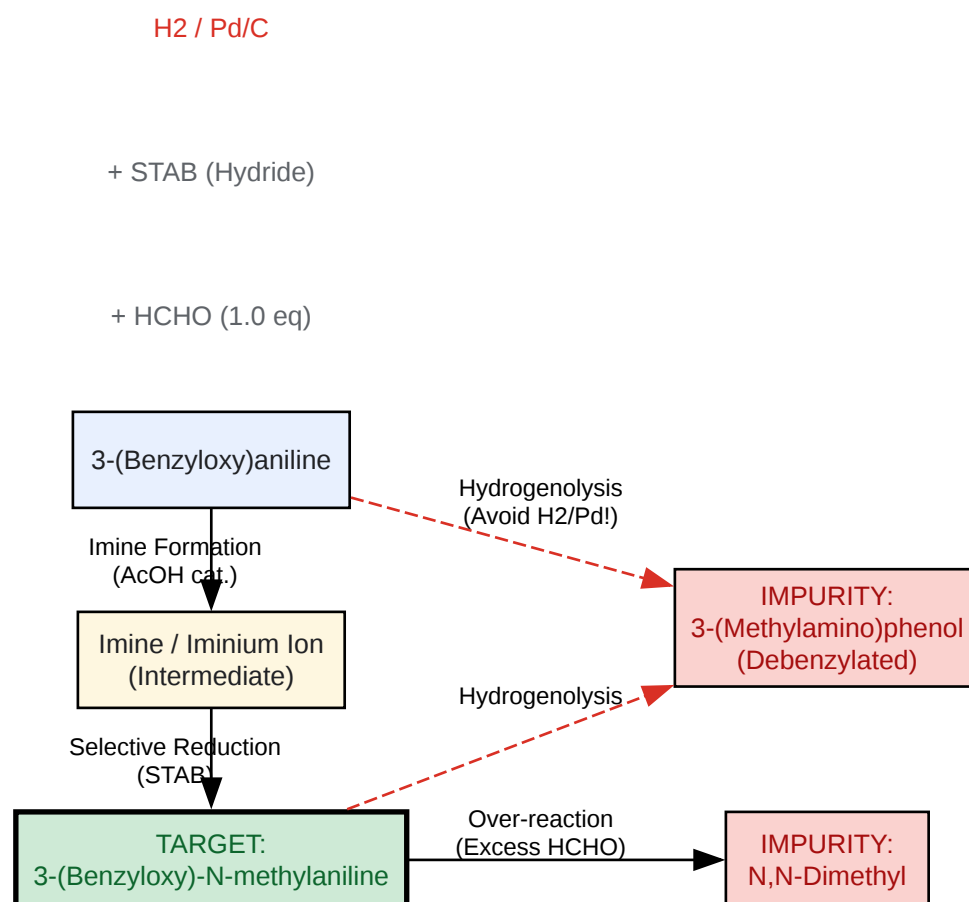 H2 / Pd/C
+ STAB (Hydride)
+ HCHO (1.0 eq)
3-(Benzyloxy)aniline
Hydrogenolysis
(Avoid H2/Pd!)
Imine Formation
(AcOH cat.)
IMPURITY:
3-(Methylamino)phenol
(Debenzylated)
Imine / Iminium Ion
(Intermediate)
Hydrogenolysis
Selective Reduction
(STAB)
TARGET:
3-(Benzyloxy)-N-methylaniline
Over-reaction
(Excess HCHO)
IMPURITY:
N,N-Dimethyl